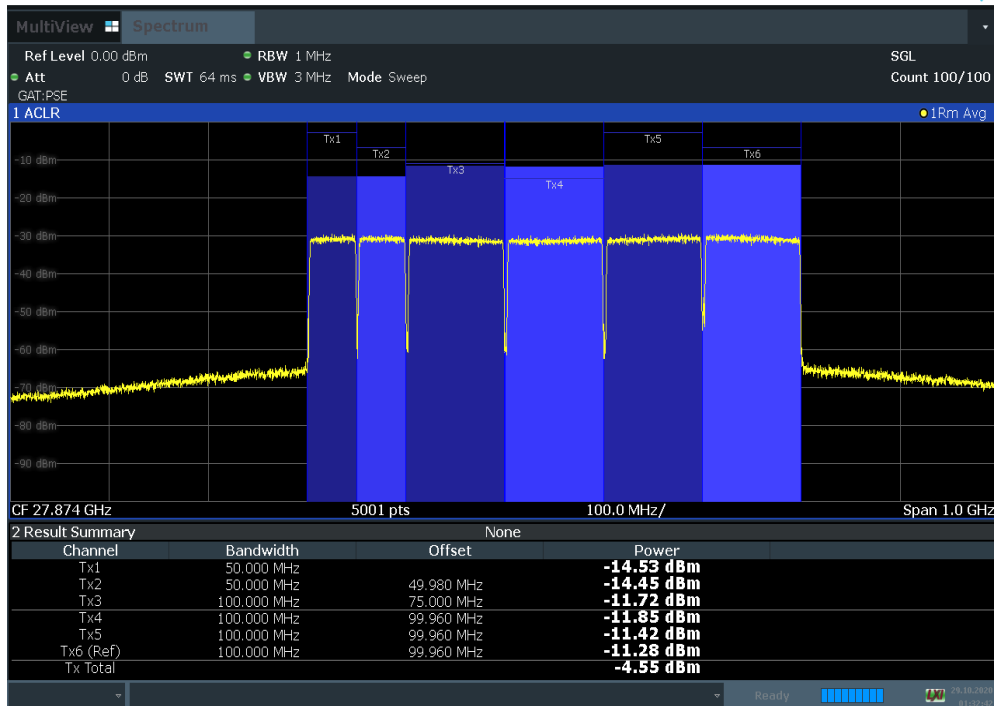 MultiView Spectrum
Ref Level 0.00 dBm RBW 1 MHz SGL
Att 0 dB SWT 64 ms VBW 3 MHz Mode Sweep Count 100/100
GAT:PSE
1 ACLR 1Rm Avg
Tx1 Tx5
Tx2 Tx6
-10 dBm
Tx3
Tx4
-20 dBm
-30 dBm
-40 dBm
-50 dBm
-60 dBm
-70 dBm
-80 dBm
-90 dBm
CF 27.874 GHz 5001 pts 100.0 MHz/ Span 1.0 GHz
2 Result Summary None
Channel Bandwidth Offset Power
Tx1 50.000 MHz -14.53 dBm
Tx2 50.000 MHz 49.980 MHz -14.45 dBm
Tx3 100.000 MHz 75.000 MHz -11.72 dBm
Tx4 100.000 MHz 99.960 MHz -11.85 dBm
Tx5 100.000 MHz 99.960 MHz -11.42 dBm
Tx6 (Ref) 100.000 MHz 99.960 MHz -11.28 dBm
Tx Total -4.55 dBm
Ready LXI 29.10.2020
01:32:42